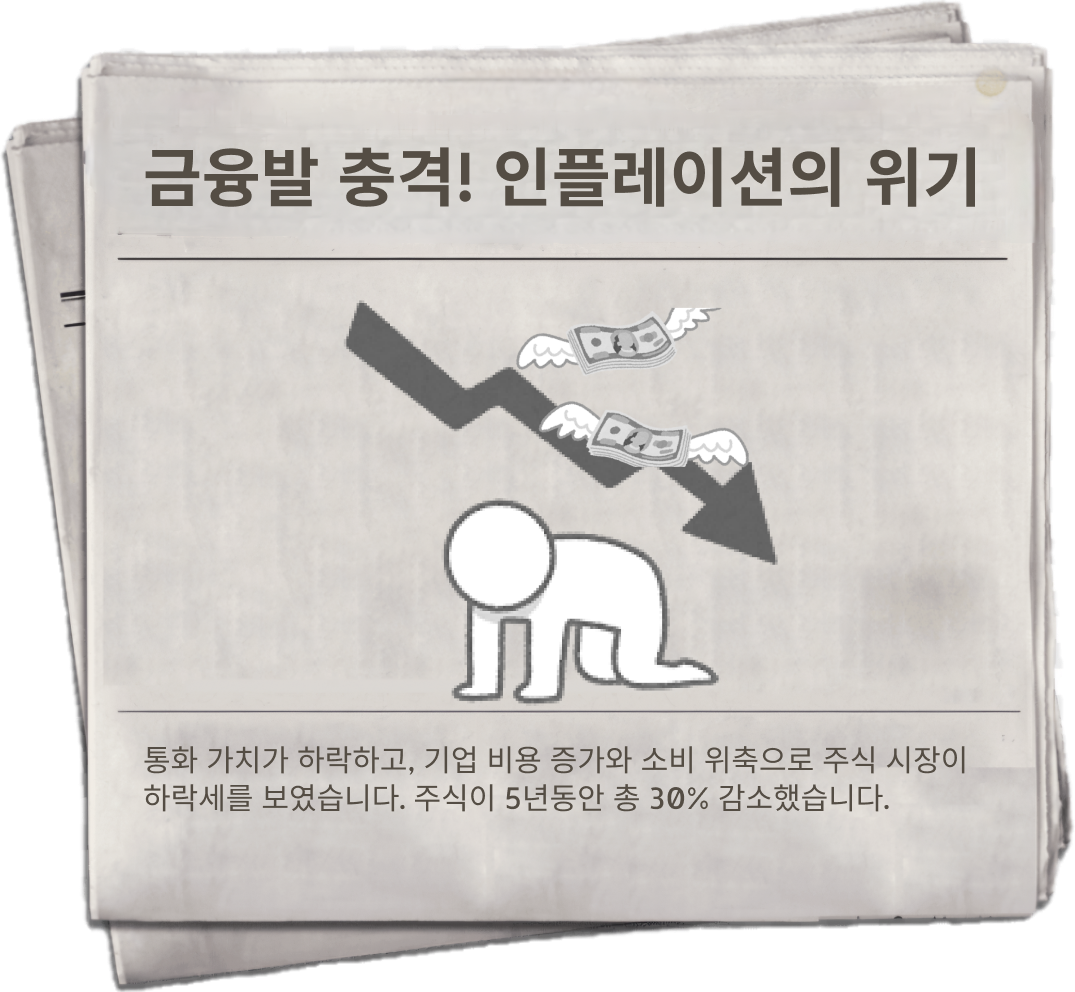 금융발 충격! 인플레이션의 위기
통화 가치가 하락하고, 기업 비용 증가와 소비 위축으로 주식 시장이
하락세를 보였습니다. 주식이 5년동안 총 30% 감소했습니다.